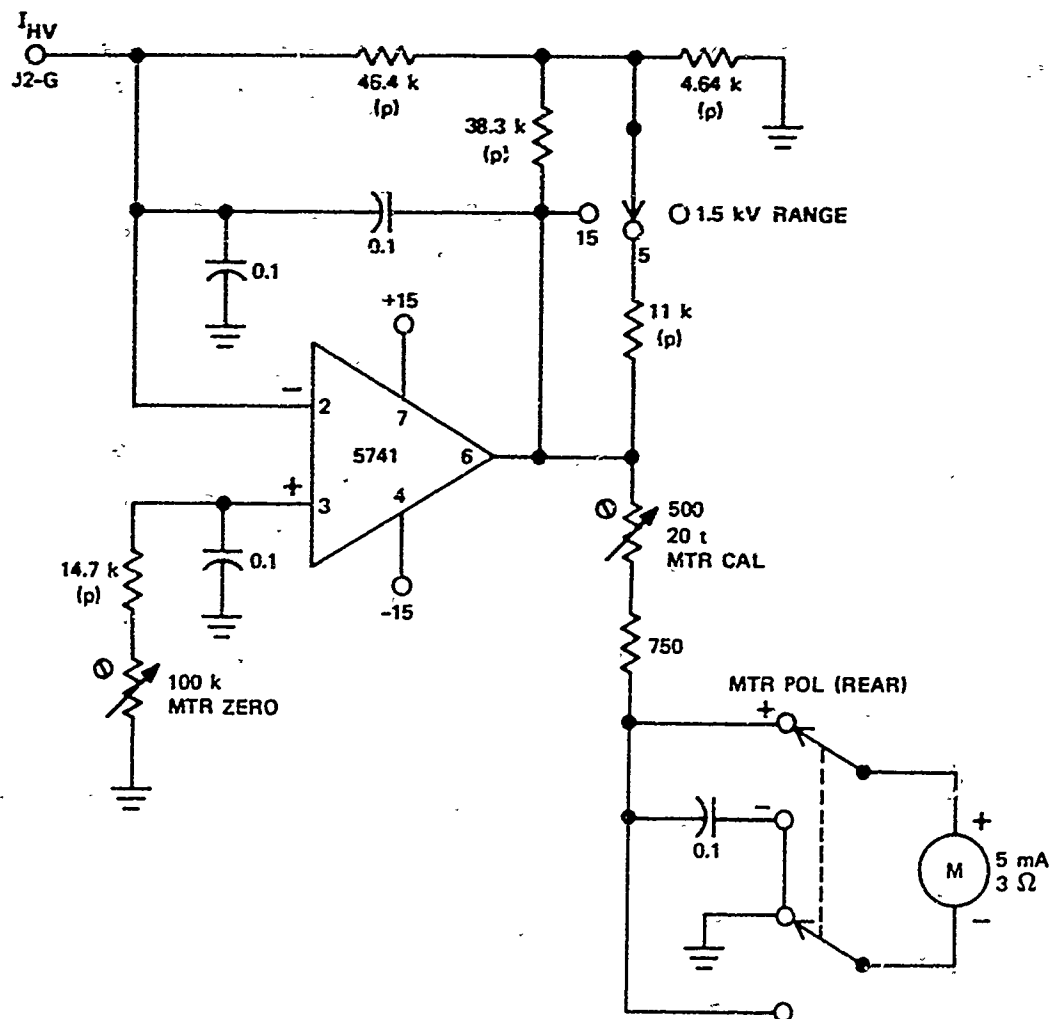 I_HV
J2-G
46.4 k
(p)
4.64 k
(p)
38.3 k
(p)
0.1
15
1.5 kV RANGE
5
0.1
+15
11 k
(p)
−
2
7
5741
6
+
3
4
0.1
-15
14.7 k
(p)
100 k
MTR ZERO
500
20 t
MTR CAL
750
MTR POL (REAR)
+
−
0.1
+
M
5 mA
3 Ω
−